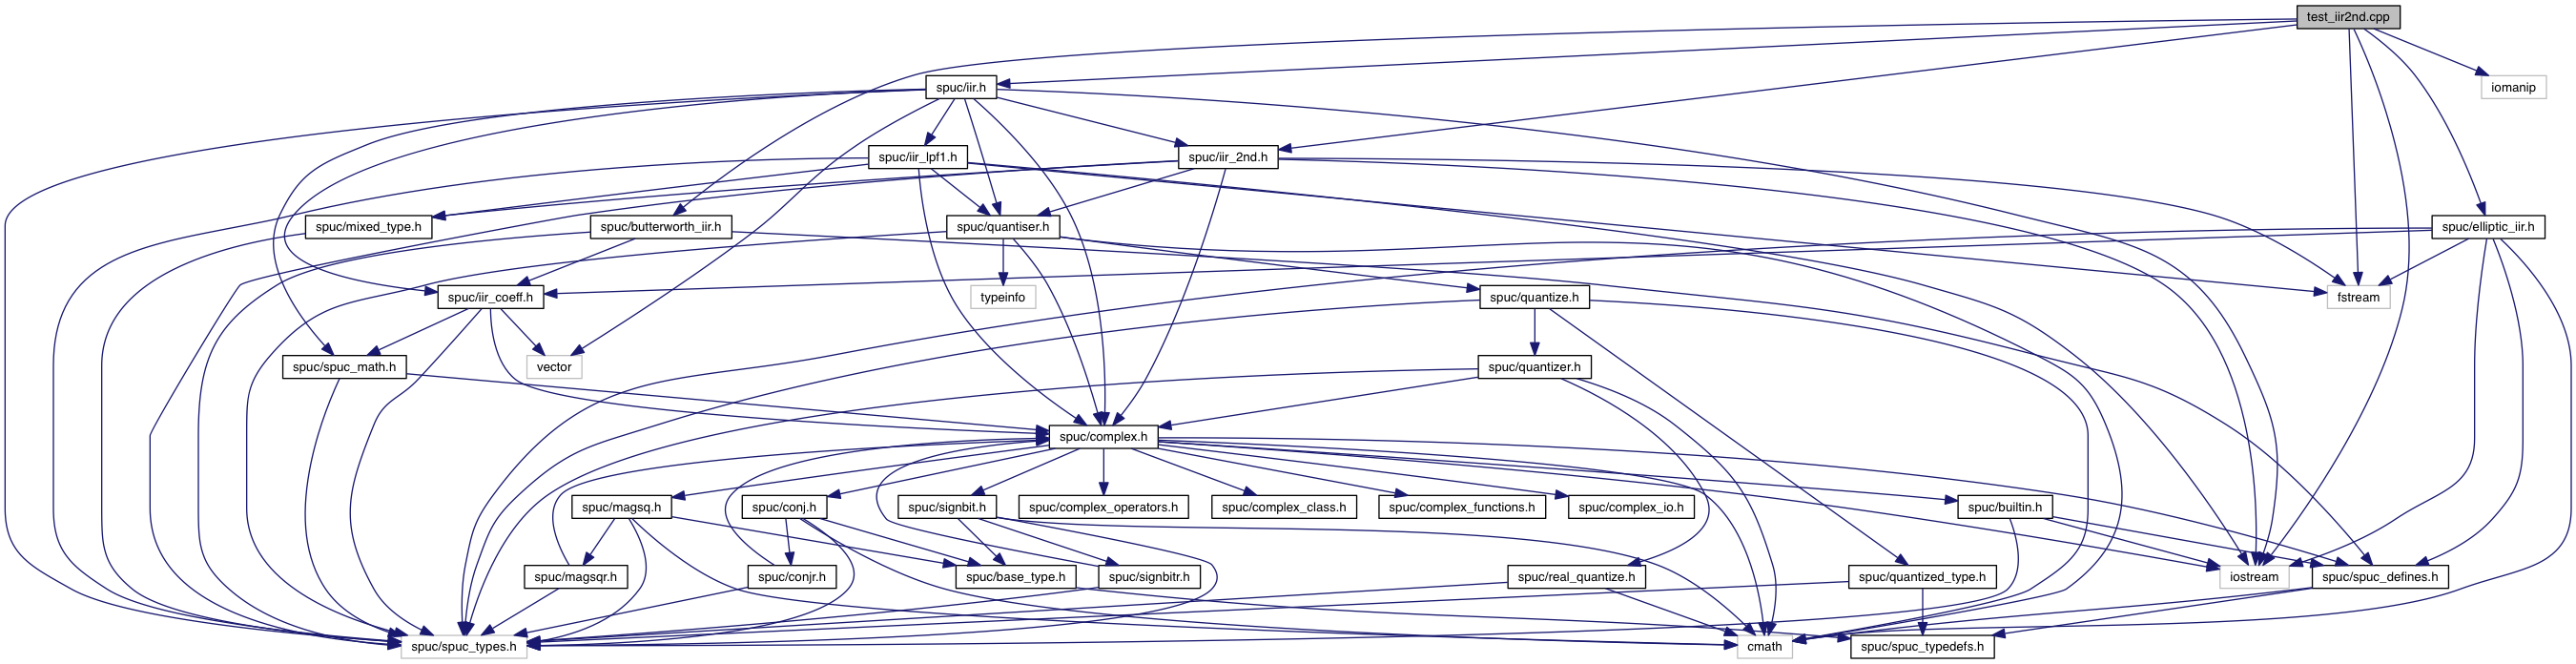 test_iir2nd.cpp
spuc/iir.h
iomanip
spuc/iir_lpf1.h
spuc/iir_2nd.h
spuc/mixed_type.h
spuc/butterworth_iir.h
spuc/quantiser.h
spuc/elliptic_iir.h
spuc/iir_coeff.h
typeinfo
spuc/quantize.h
fstream
spuc/spuc_math.h
vector
spuc/quantizer.h
spuc/complex.h
spuc/magsq.h
spuc/conj.h
spuc/signbit.h
spuc/complex_operators.h
spuc/complex_class.h
spuc/complex_functions.h
spuc/complex_io.h
spuc/builtin.h
spuc/magsqr.h
spuc/conjr.h
spuc/base_type.h
spuc/signbitr.h
spuc/real_quantize.h
spuc/quantized_type.h
iostream
spuc/spuc_defines.h
spuc/spuc_types.h
cmath
spuc/spuc_typedefs.h